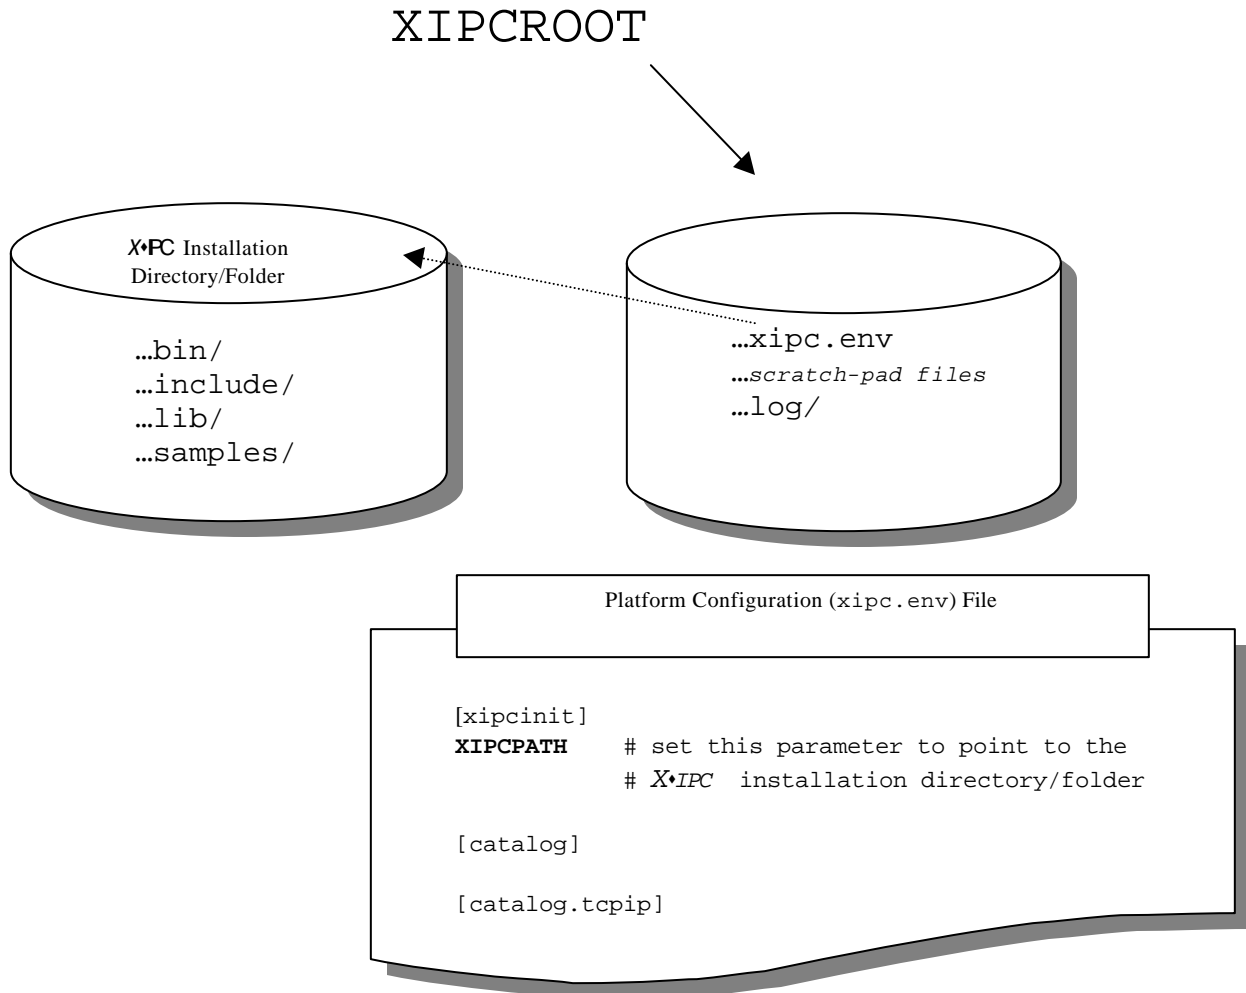 XIPCROOT
X♦IPC Installation
Directory/Folder
…bin/
…include/
…lib/
…samples/
…xipc.env
…scratch-pad files
…log/
Platform Configuration (xipc.env) File
[xipcinit]
XIPCPATH # set this parameter to point to the
# X♦IPC installation directory/folder
[catalog]
[catalog.tcpip]